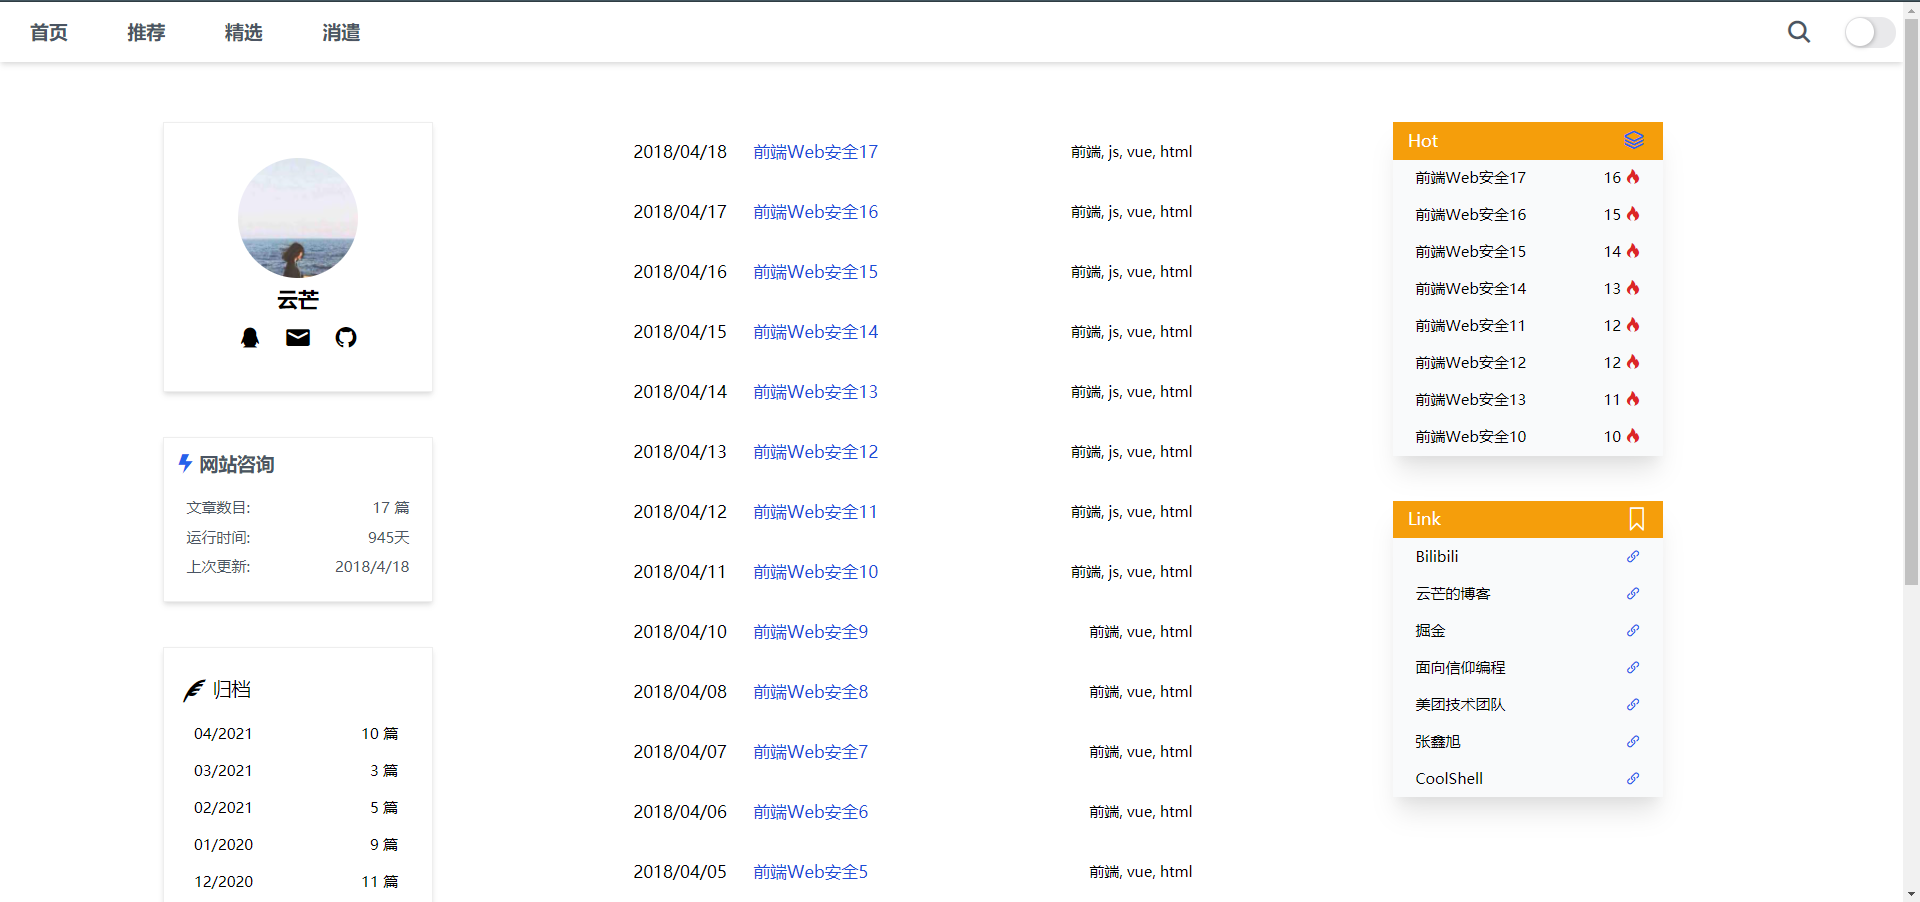 首页 推荐 精选 消遣
云芒
网站咨询
文章数目: 17 篇
运行时间: 945天
上次更新: 2018/4/18
归档
04/2021 10 篇
03/2021 3 篇
02/2021 5 篇
01/2020 9 篇
12/2020 11 篇
2018/04/18 前端Web安全17 前端, js, vue, html
2018/04/17 前端Web安全16 前端, js, vue, html
2018/04/16 前端Web安全15 前端, js, vue, html
2018/04/15 前端Web安全14 前端, js, vue, html
2018/04/14 前端Web安全13 前端, js, vue, html
2018/04/13 前端Web安全12 前端, js, vue, html
2018/04/12 前端Web安全11 前端, js, vue, html
2018/04/11 前端Web安全10 前端, js, vue, html
2018/04/10 前端Web安全9 前端, vue, html
2018/04/08 前端Web安全8 前端, vue, html
2018/04/07 前端Web安全7 前端, vue, html
2018/04/06 前端Web安全6 前端, vue, html
2018/04/05 前端Web安全5 前端, vue, html
Hot
前端Web安全17 16
前端Web安全16 15
前端Web安全15 14
前端Web安全14 13
前端Web安全11 12
前端Web安全12 12
前端Web安全13 11
前端Web安全10 10
Link
Bilibili
云芒的博客
掘金
面向信仰编程
美团技术团队
张鑫旭
CoolShell